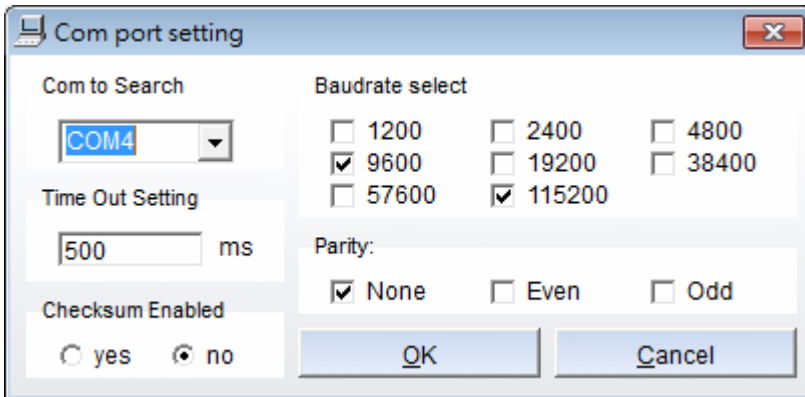 Com port setting
Com to Search
COM4
Time Out Setting
500 ms
Checksum Enabled
yes no
Baudrate select
1200 2400 4800
9600 19200 38400
57600 115200
Parity:
None Even Odd
OK Cancel